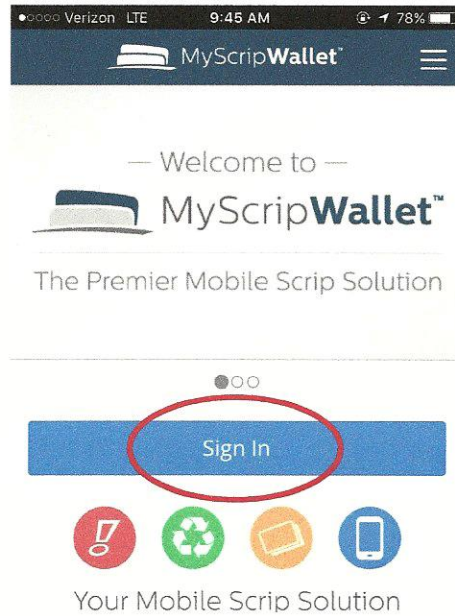 Verizon LTE 9:45 AM 78%
MyScripWallet™
— Welcome to —
MyScripWallet™
The Premier Mobile Scrip Solution
Sign In
Your Mobile Scrip Solution